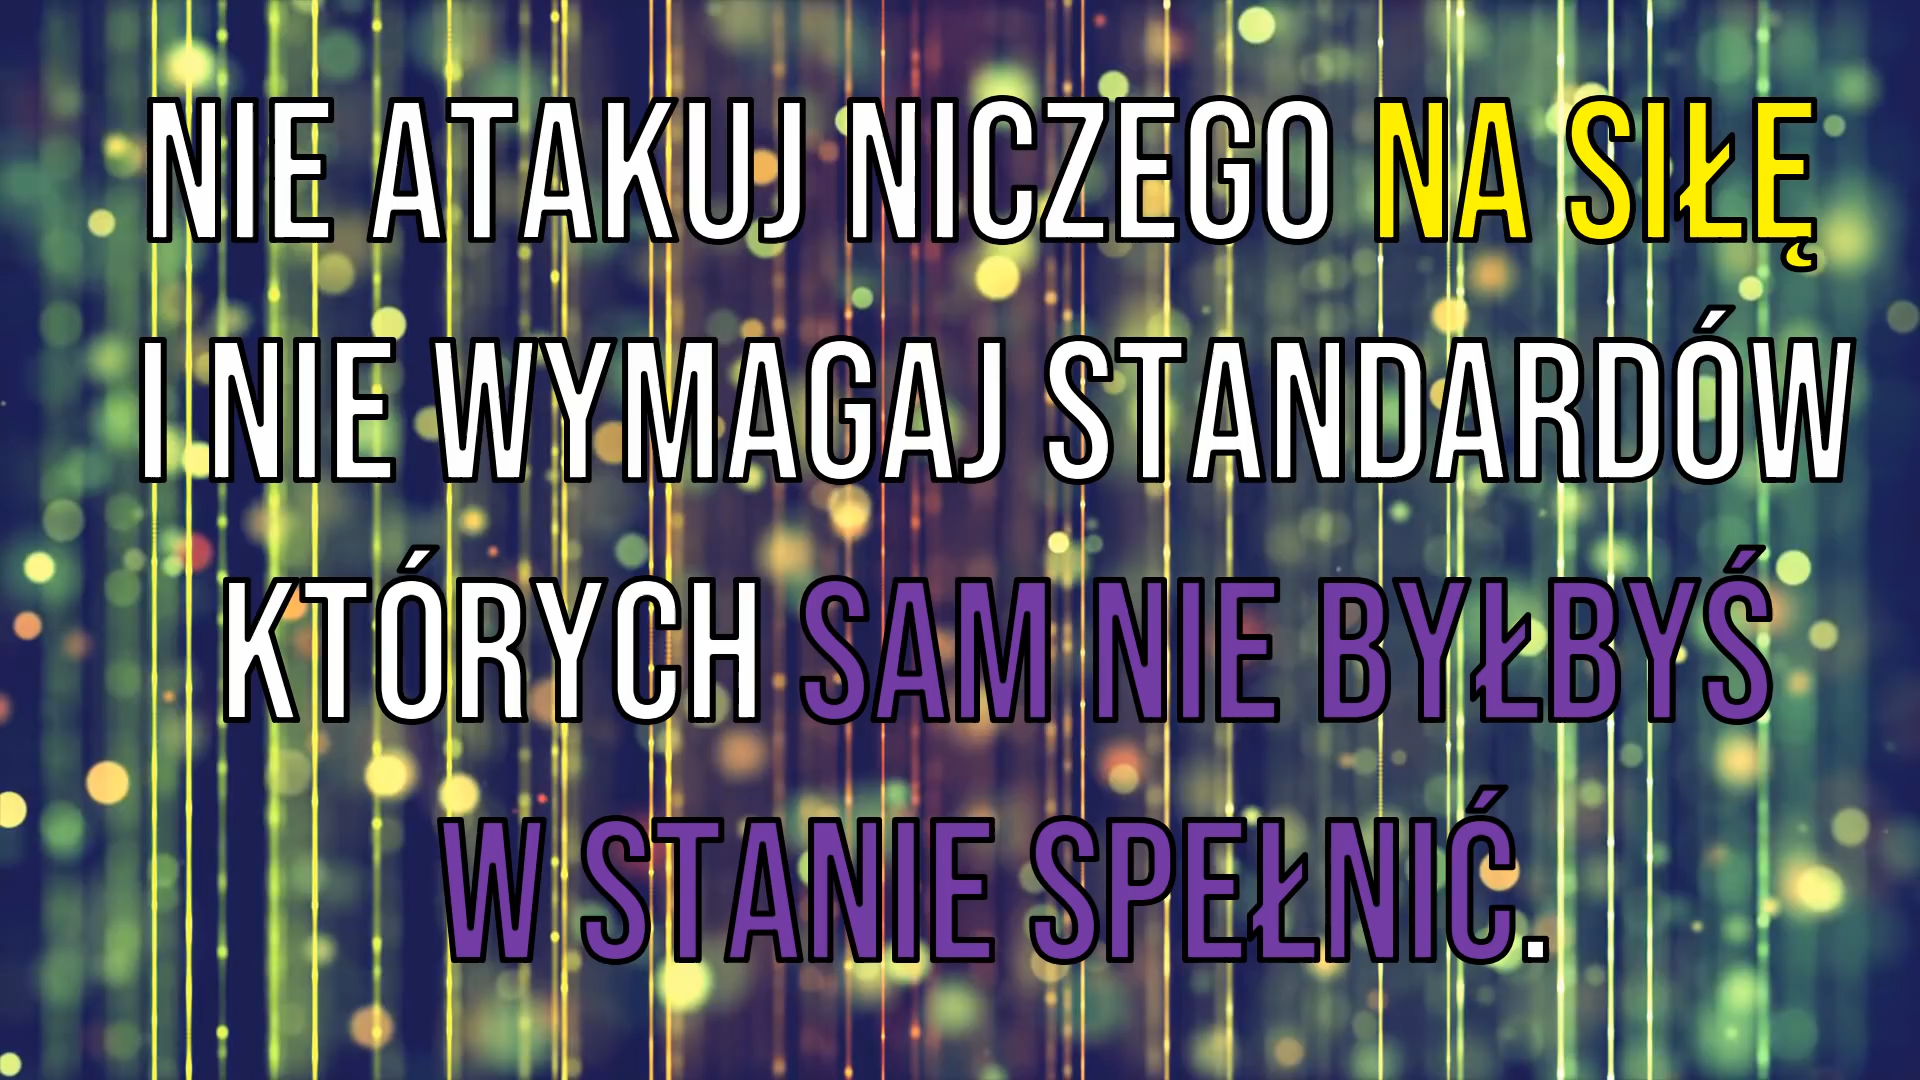 NIE ATAKUJ NICZEGO NA SIŁĘ
I NIE WYMAGAJ STANDARDÓW
KTÓRYCH SAM NIE BYŁBYŚ
W STANIE SPEŁNIĆ.